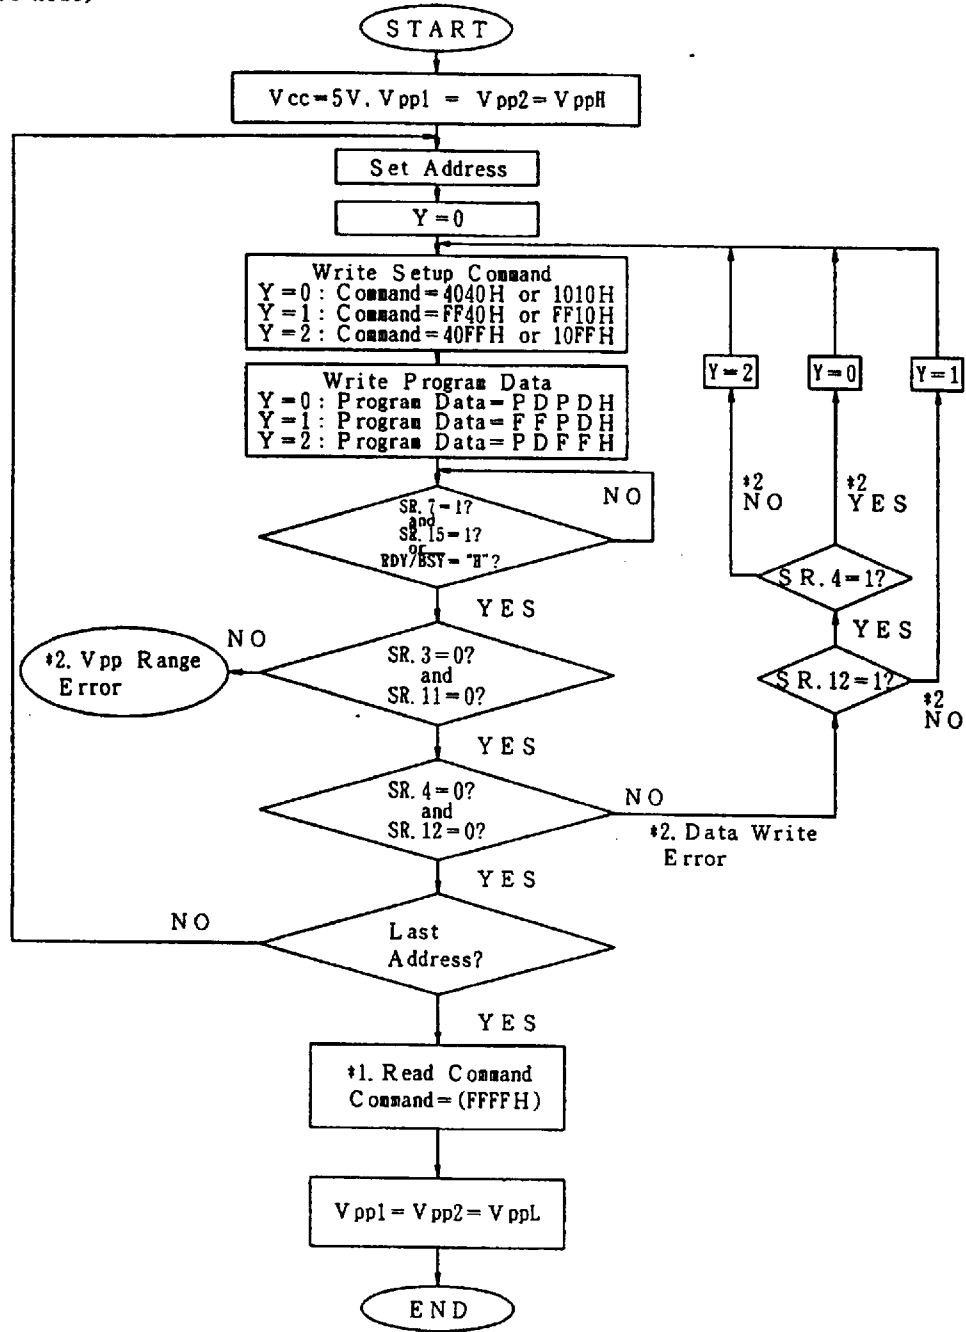 START
Vcc=5V. Vpp1 = Vpp2=VppH
Set Address
Y=0
Write Setup Command
Y=0: Command=4040H or 1010H
Y=1: Command=FF40H or FF10H
Y=2: Command=40FFH or 10FFH
Y=2
Y=0
Y=1
Write Program Data
Y=0: Program Data=PDPDH
Y=1: Program Data=FFPDH
Y=2: Program Data=PDFFH
*2
NO
*2
YES
NO
SR.7=1?
and
SR.15=1?
or
RDY/BSY="H"?
SR.4=1?
YES
YES
NO
*2. Vpp Range
Error
SR.3=0?
and
SR.11=0?
SR.12=1?
*2
NO
YES
SR.4=0?
and
SR.12=0?
NO
*2. Data Write
Error
YES
NO
Last
Address?
YES
*1. Read Command
Command=(FFFFH)
Vpp1=Vpp2=VppL
END